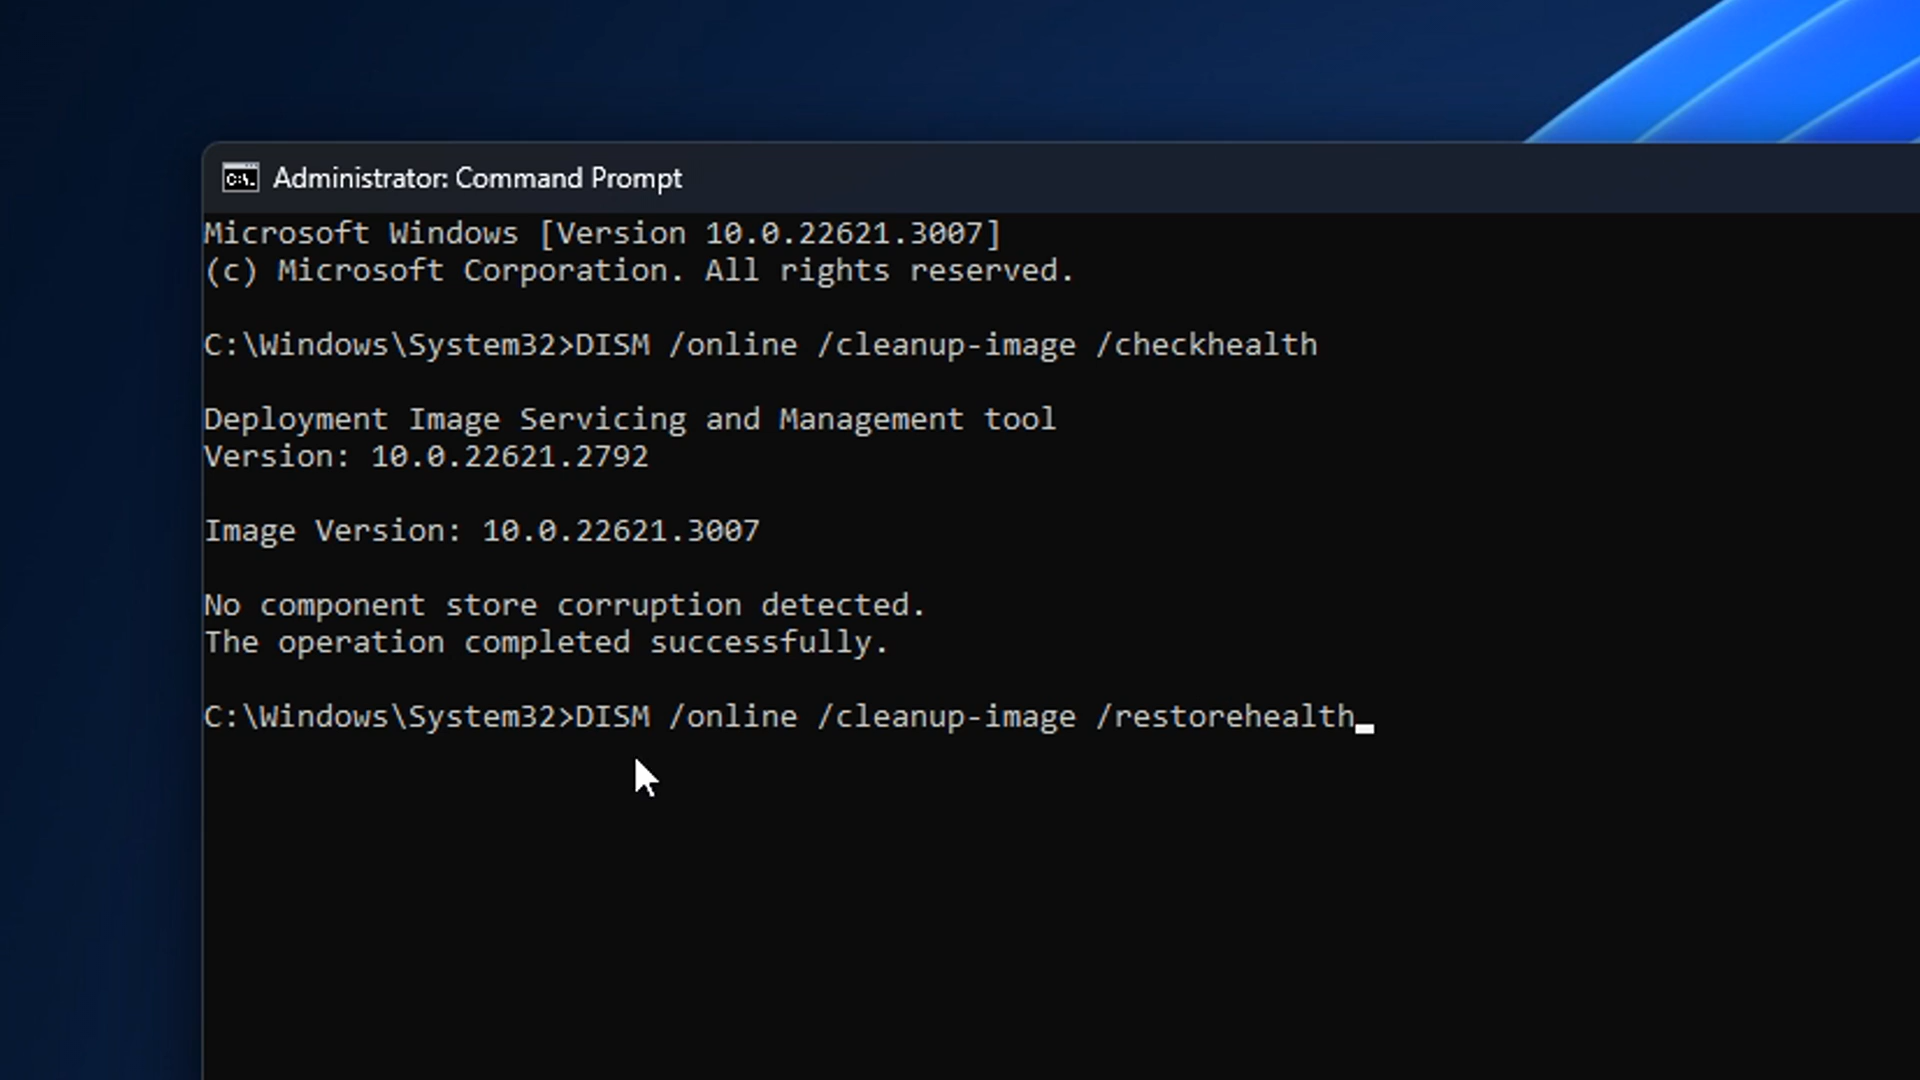 C:\. Administrator: Command Prompt
Microsoft Windows [Version 10.0.22621.3007]
(c) Microsoft Corporation. All rights reserved.
C:\Windows\System32>DISM /online /cleanup-image /checkhealth
Deployment Image Servicing and Management tool
Version: 10.0.22621.2792
Image Version: 10.0.22621.3007
No component store corruption detected.
The operation completed successfully.
C:\Windows\System32>DISM /online /cleanup-image /restorehealth